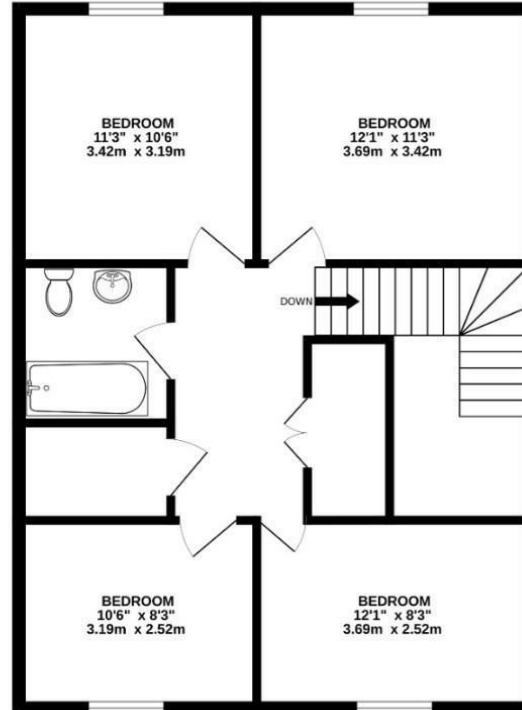 BEDROOM
11'3" x 10'6"
3.42m x 3.19m
BEDROOM
12'1" x 11'3"
3.69m x 3.42m
DOWN
BEDROOM
10'6" x 8'3"
3.19m x 2.52m
BEDROOM
12'1" x 8'3"
3.69m x 2.52m